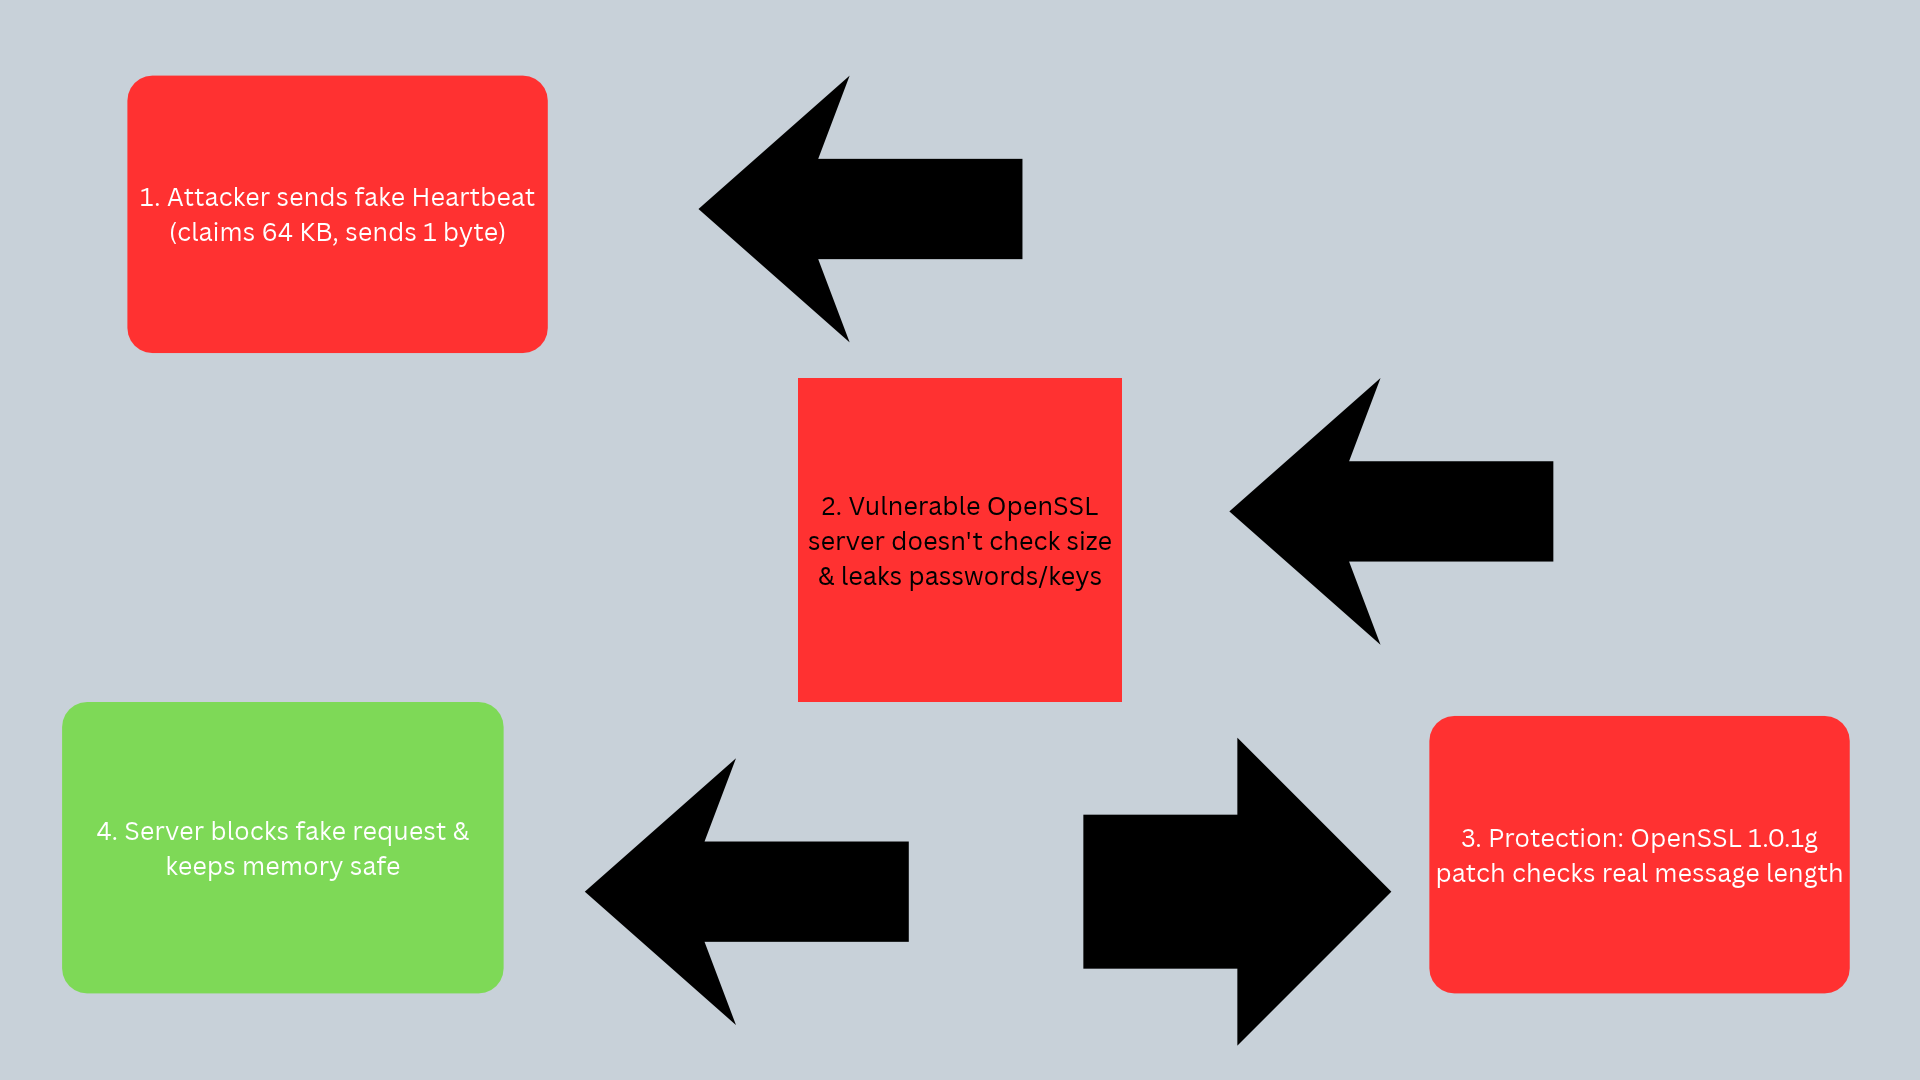 1. Attacker sends fake Heartbeat
(claims 64 KB, sends 1 byte)
2. Vulnerable OpenSSL
server doesn't check size
& leaks passwords/keys
3. Protection: OpenSSL 1.0.1g
patch checks real message length
4. Server blocks fake request &
keeps memory safe